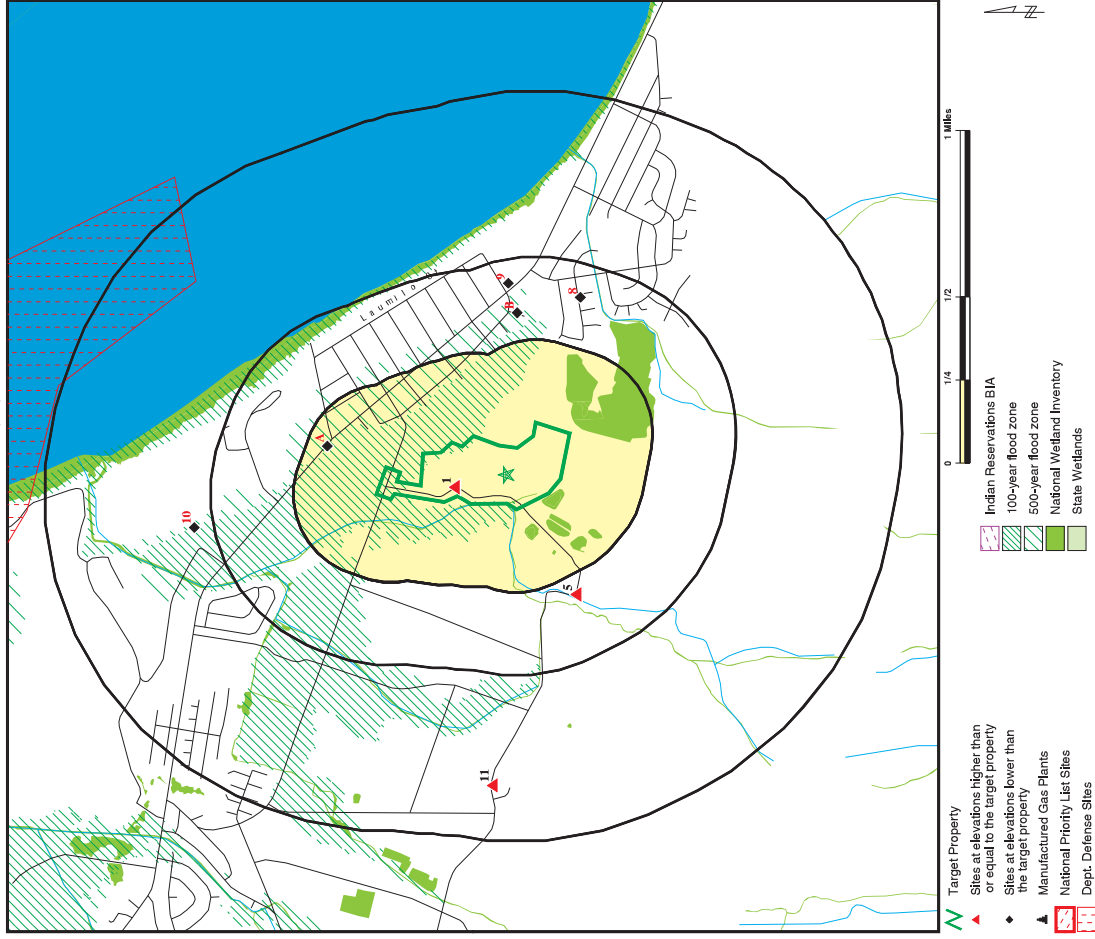 Laumilo
A
1
B
9
8
10
5
11
0
1/4
1/2
1 Miles
N
Target Property
Sites at elevations higher than
or equal to the target property
Sites at elevations lower than
the target property
Manufactured Gas Plants
National Priority List Sites
Dept. Defense Sites
Indian Reservations BIA
100-year flood zone
500-year flood zone
National Wetland Inventory
State Wetlands